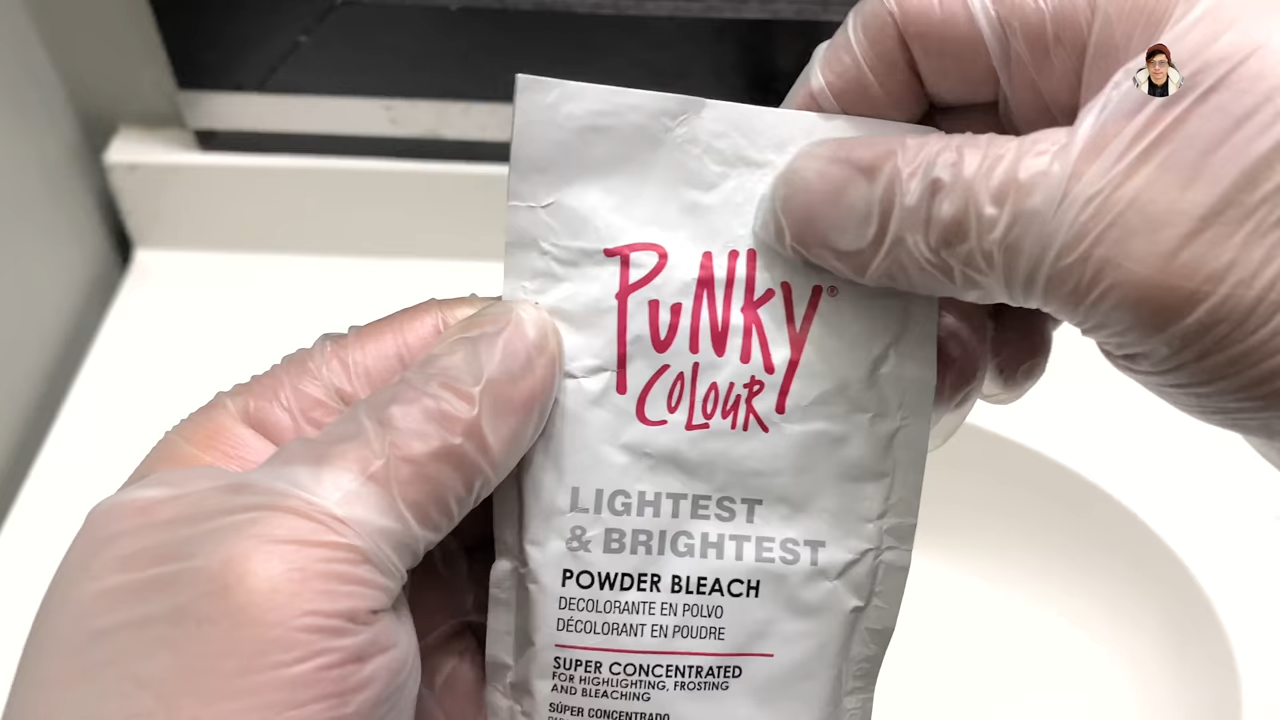 PUNKY®
COLOUR
LIGHTEST
& BRIGHTEST
POWDER BLEACH
DECOLORANTE EN POLVO
DÉCOLORANT EN POUDRE
SUPER CONCENTRATED
FOR HIGHLIGHTING, FROSTING
AND BLEACHING
SÚPER CONCENTRADO